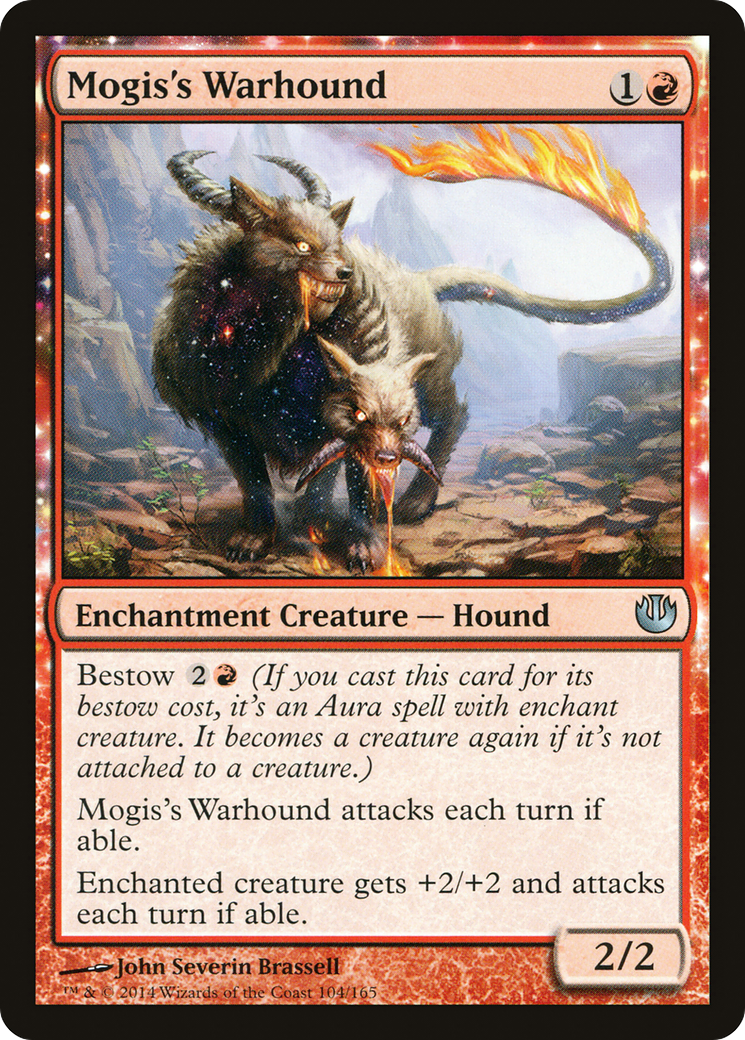 Mogis's Warhound 1
Enchantment Creature — Hound
Bestow 2 (If you cast this card for its
bestow cost, it's an Aura spell with enchant
creature. It becomes a creature again if it's not
attached to a creature.)
Mogis's Warhound attacks each turn if
able.
Enchanted creature gets +2/+2 and attacks
each turn if able.
2/2
John Severin Brassell
™ & © 2014 Wizards of the Coast 104/165